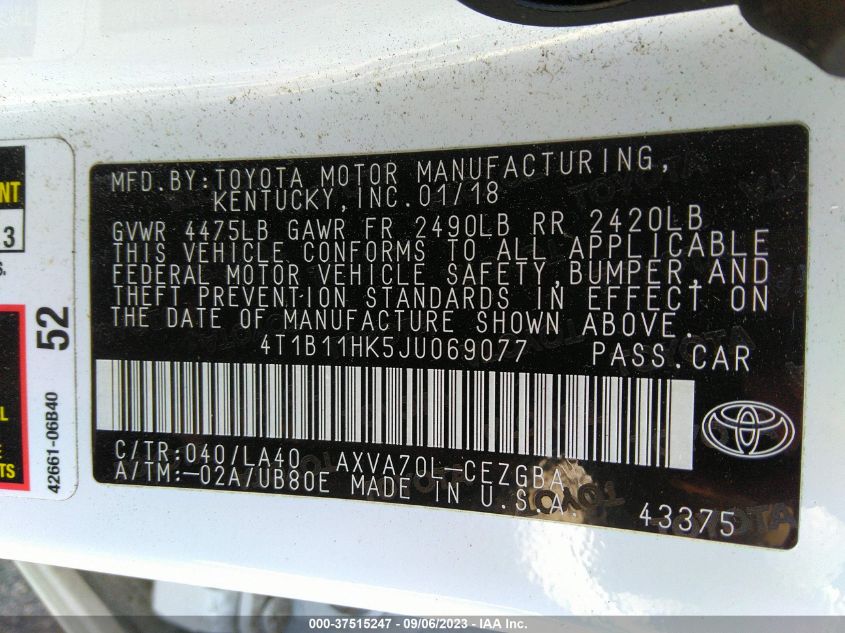 NT
13
S.
52
42661-06B40
L
E
TS
MFD.BY:TOYOTA MOTOR MANUFACTURING,
KENTUCKY,INC.01/18
GVWR 4475LB GAWR FR 2490LB RR 2420LB
THIS VEHICLE CONFORMS TO ALL APPLICABLE
FEDERAL MOTOR VEHICLE SAFETY,BUMPER,AND
THEFT PREVENTION STANDARDS IN EFFECT ON
THE DATE OF MANUFACTURE SHOWN ABOVE.
4T1B11HK5JU069077 PASS.CAR
C/TR:040/LA40 AXVA70L-CEZGBA
A/TM:-02A/UB80E MADE IN U.S.A.
43375
000-37515247 - 09/06/2023 - IAA Inc.